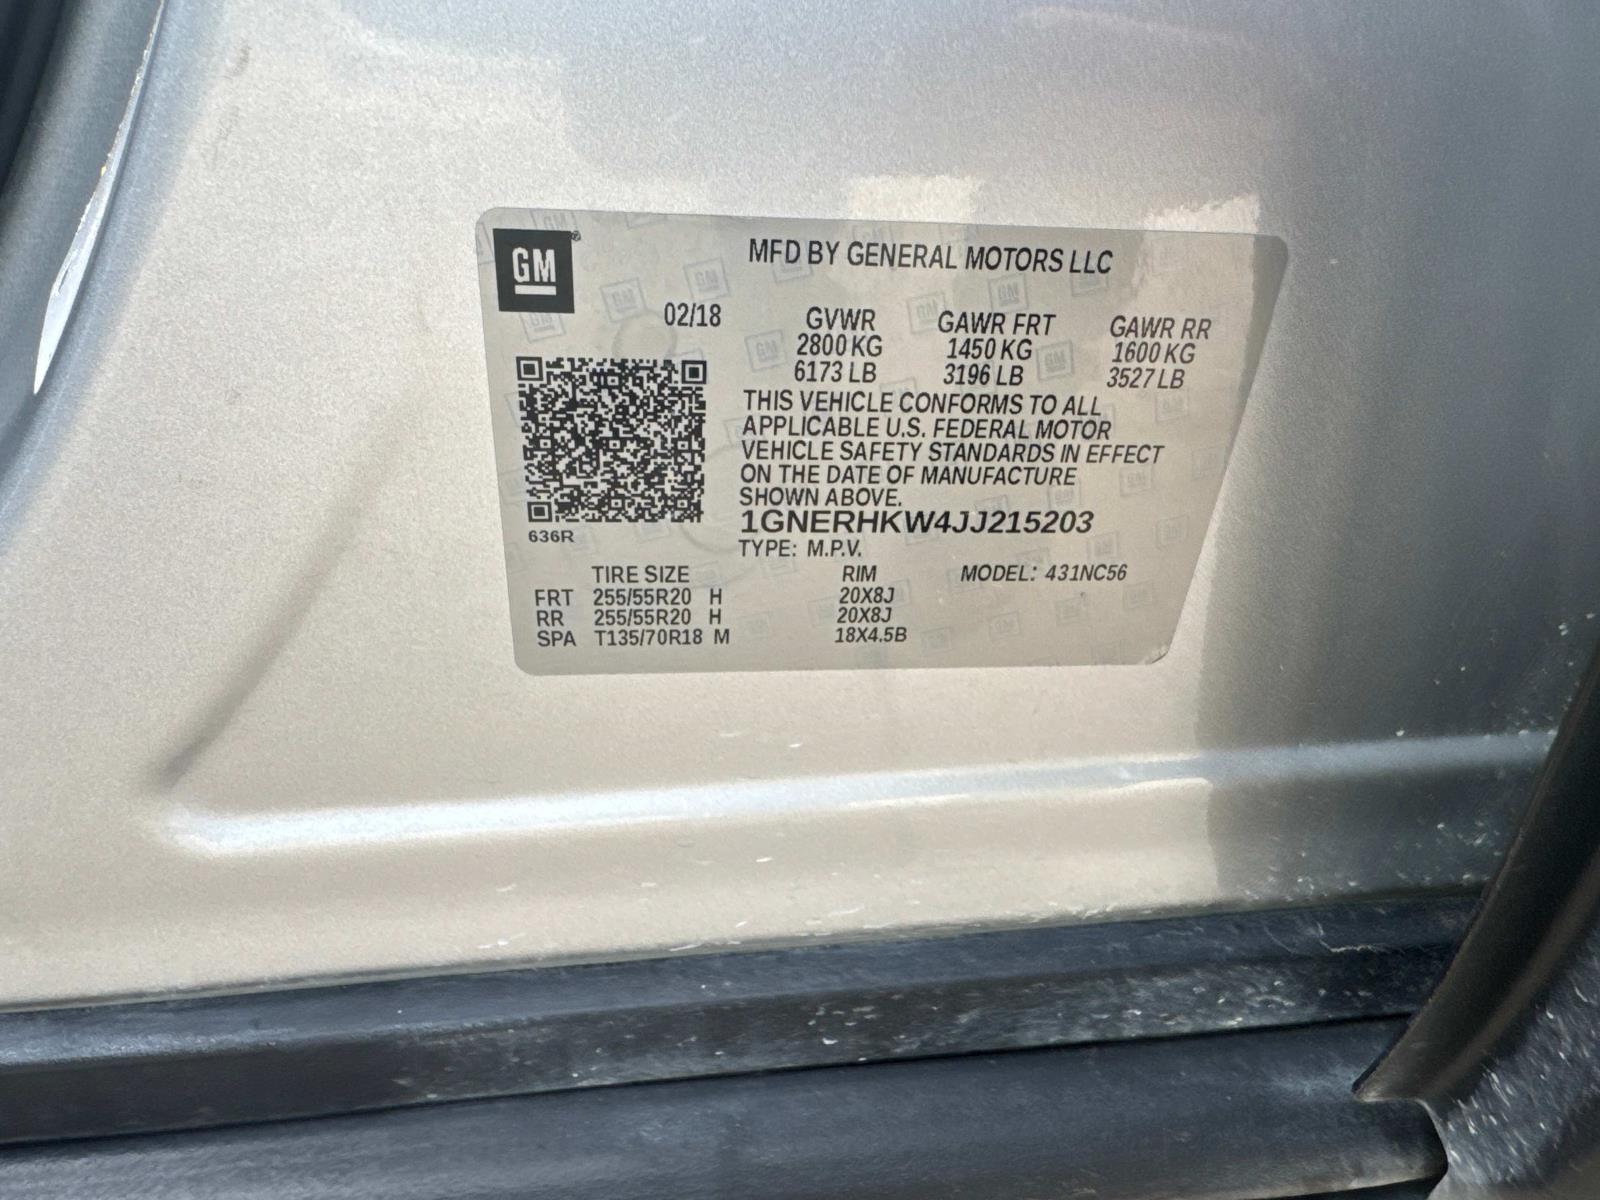 GM®
MFD BY GENERAL MOTORS LLC
02/18 GVWR GAWR FRT GAWR RR
2800 KG 1450 KG 1600 KG
6173 LB 3196 LB 3527 LB
THIS VEHICLE CONFORMS TO ALL
APPLICABLE U.S. FEDERAL MOTOR
VEHICLE SAFETY STANDARDS IN EFFECT
ON THE DATE OF MANUFACTURE
SHOWN ABOVE.
1GNERHKW4JJ215203
636R
TYPE: M.P.V.
TIRE SIZE RIM MODEL: 431NC56
FRT 255/55R20 H 20X8J
RR 255/55R20 H 20X8J
SPA T135/70R18 M 18X4.5B